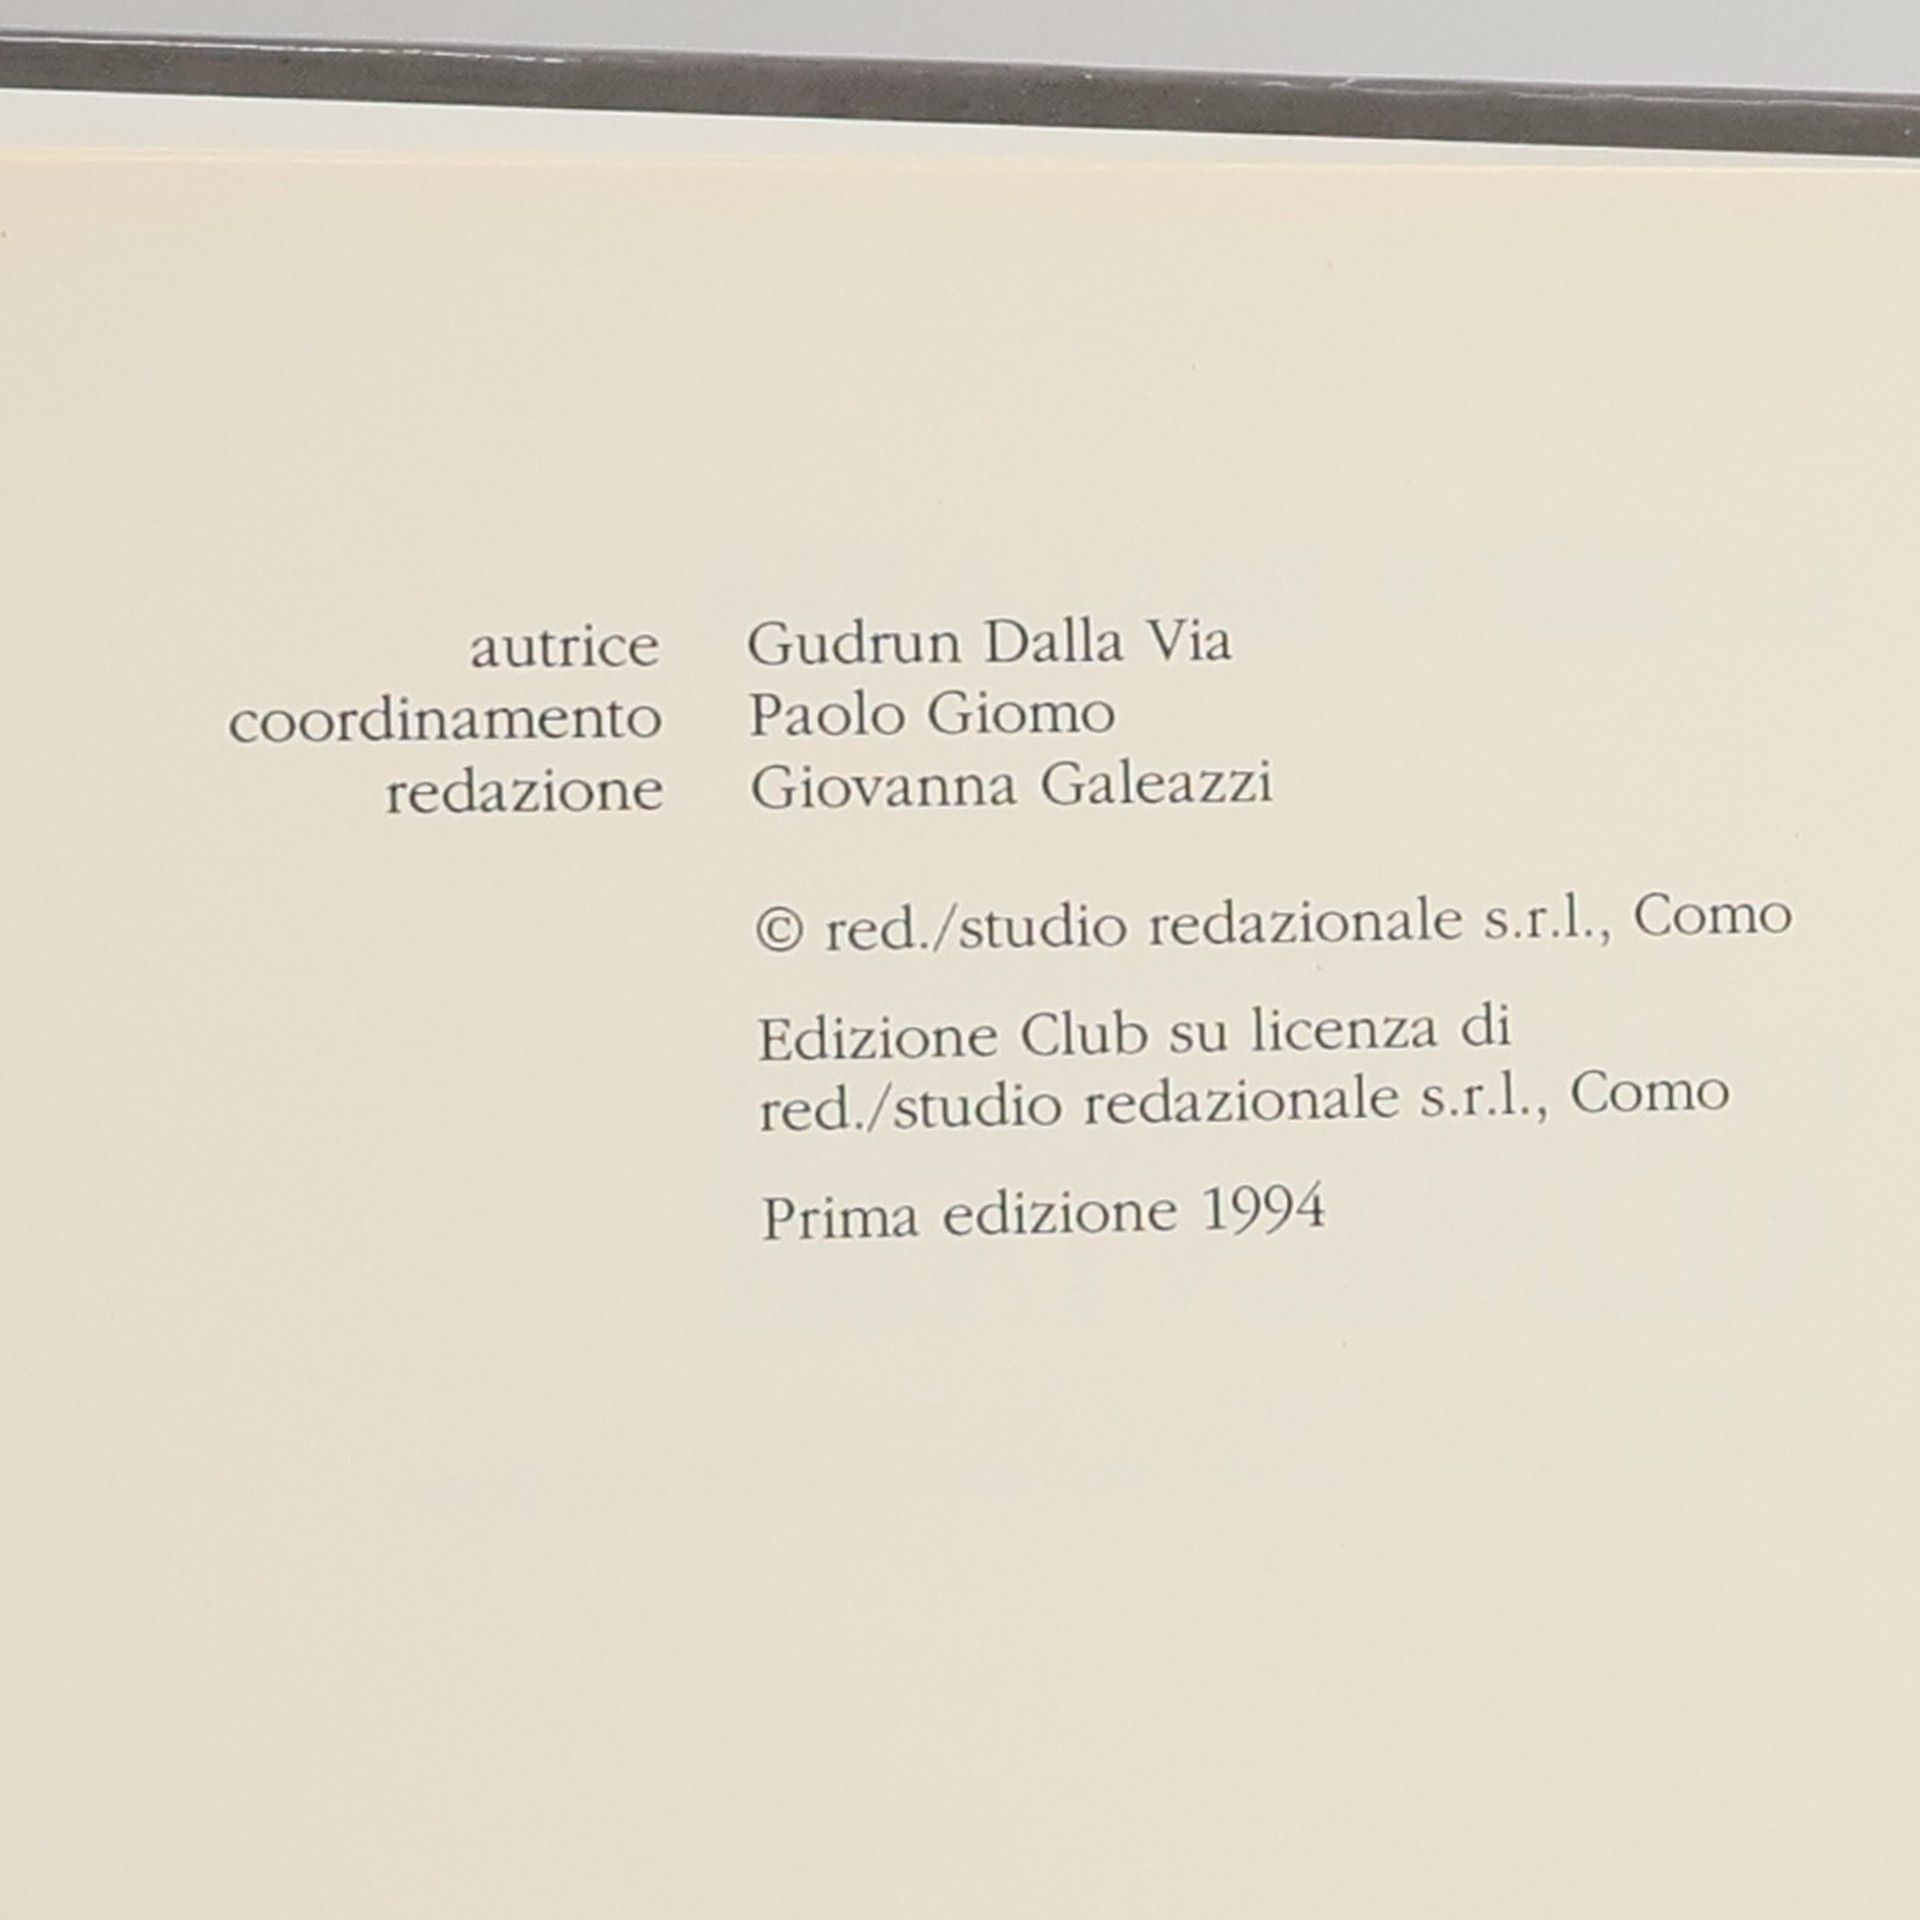 autrice Gudrun Dalla Via
coordinamento Paolo Giomo
redazione Giovanna Galeazzi
© red./studio redazionale s.r.l., Como
Edizione Club su licenza di
red./studio redazionale s.r.l., Como
Prima edizione 1994